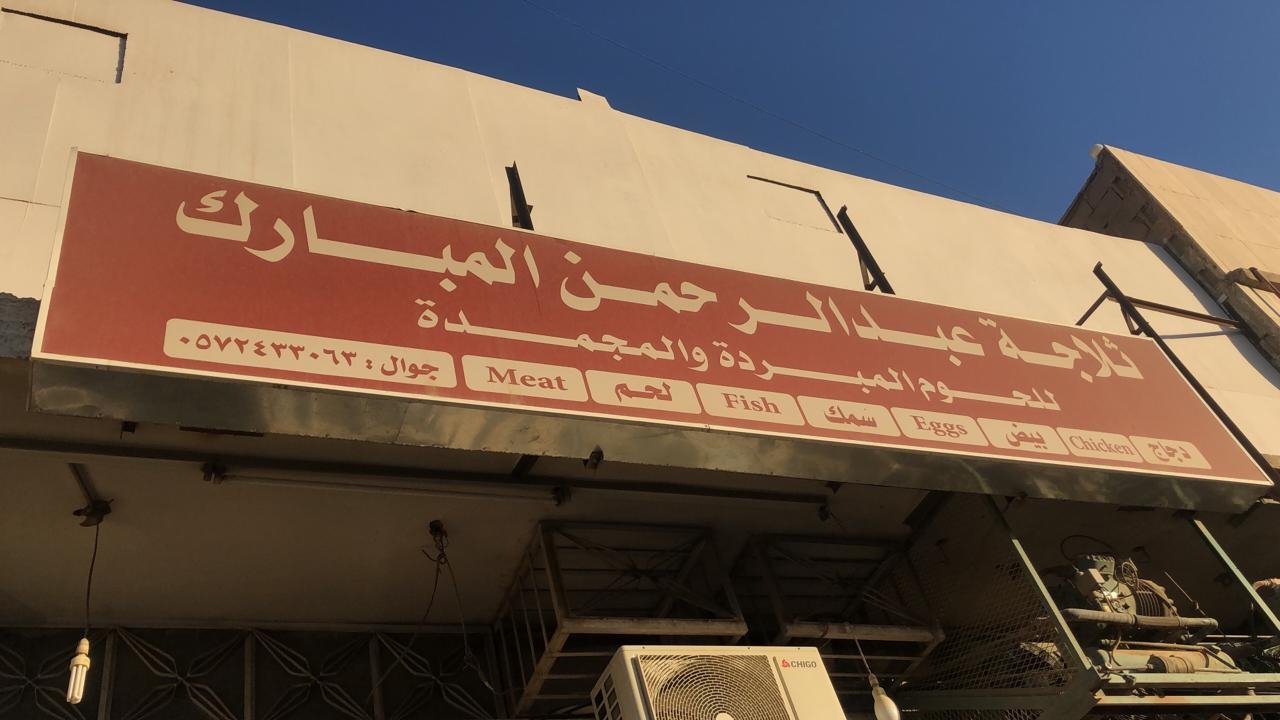 ثلاجة عبدالرحمن المبارك
للحوم المبردة والمجمدة
دجاج Chicken بيض Eggs سمك Fish لحم Meat جوال : ٠٥٧٢٤٣٣٠٦٣
CHIGO